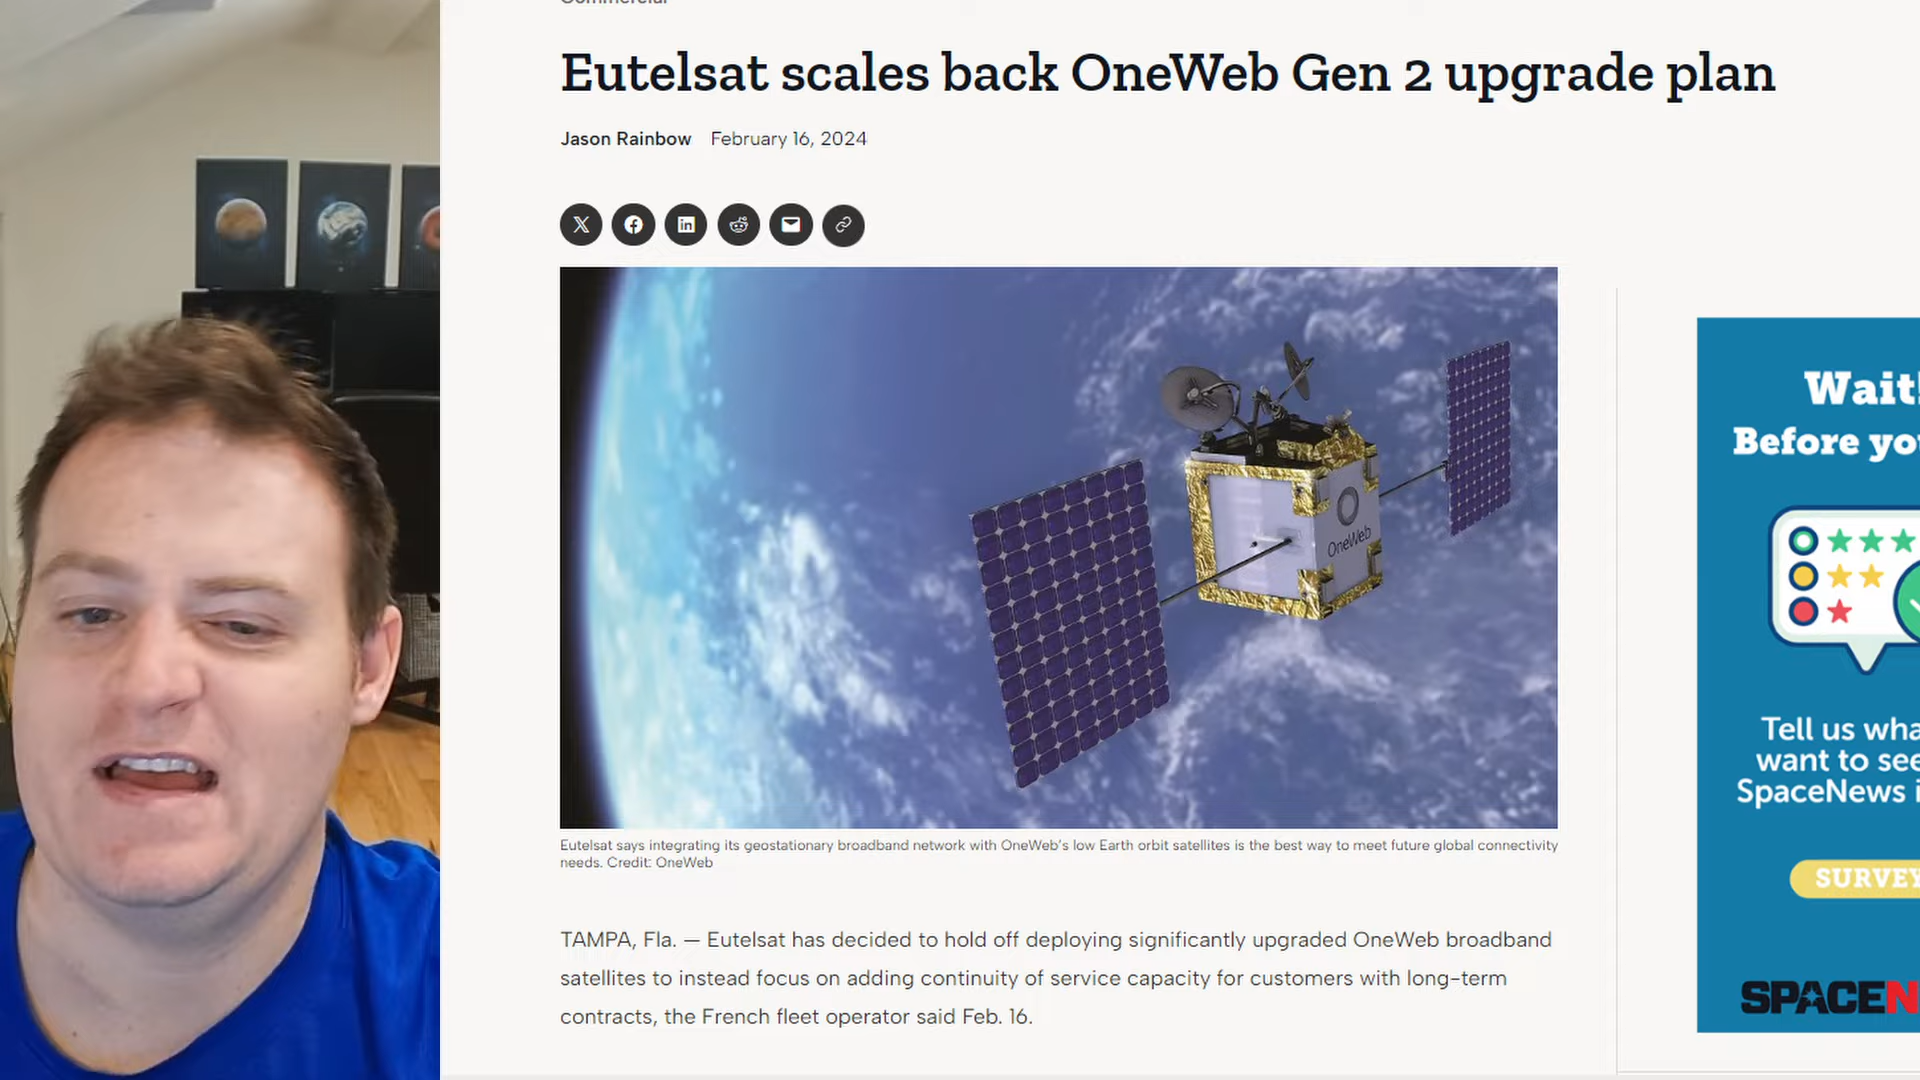 Commercial
Eutelsat scales back OneWeb Gen 2 upgrade plan
Jason Rainbow February 16, 2024
OneWeb
Eutelsat says integrating its geostationary broadband network with OneWeb's low Earth orbit satellites is the best way to meet future global connectivity
needs. Credit: OneWeb
TAMPA, Fla. — Eutelsat has decided to hold off deploying significantly upgraded OneWeb broadband
satellites to instead focus on adding continuity of service capacity for customers with long-term
contracts, the French fleet operator said Feb. 16.
Wait!
Before yo
Tell us wha
want to see
SpaceNews i
SURVEY
SPACEN